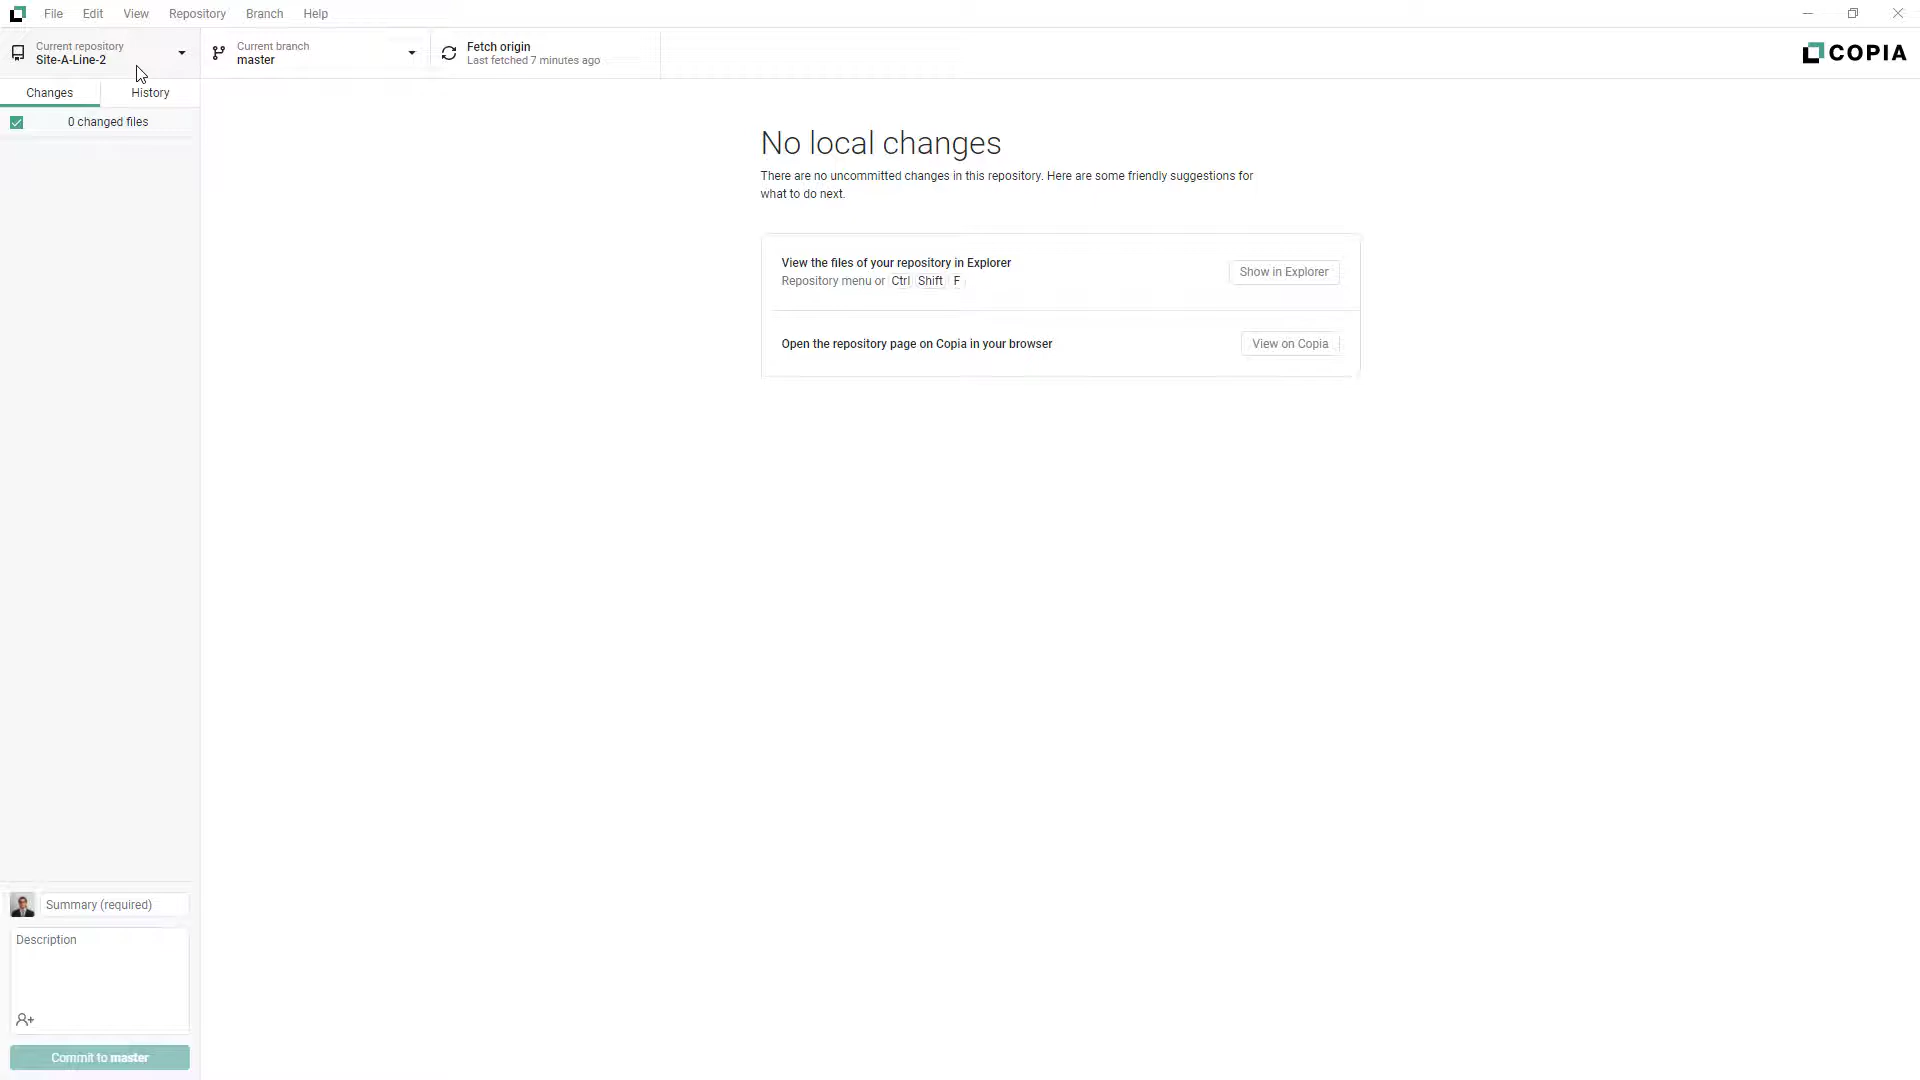 File Edit View Repository Branch Help
Current repository
Site-A-Line-2
Current branch
master
Fetch origin
Last fetched 7 minutes ago
COPIA
Changes History
0 changed files
No local changes
There are no uncommitted changes in this repository. Here are some friendly suggestions for
what to do next.
View the files of your repository in Explorer
Repository menu or Ctrl Shift F
Show in Explorer
Open the repository page on Copia in your browser
View on Copia
Summary (required)
Description
Commit to master